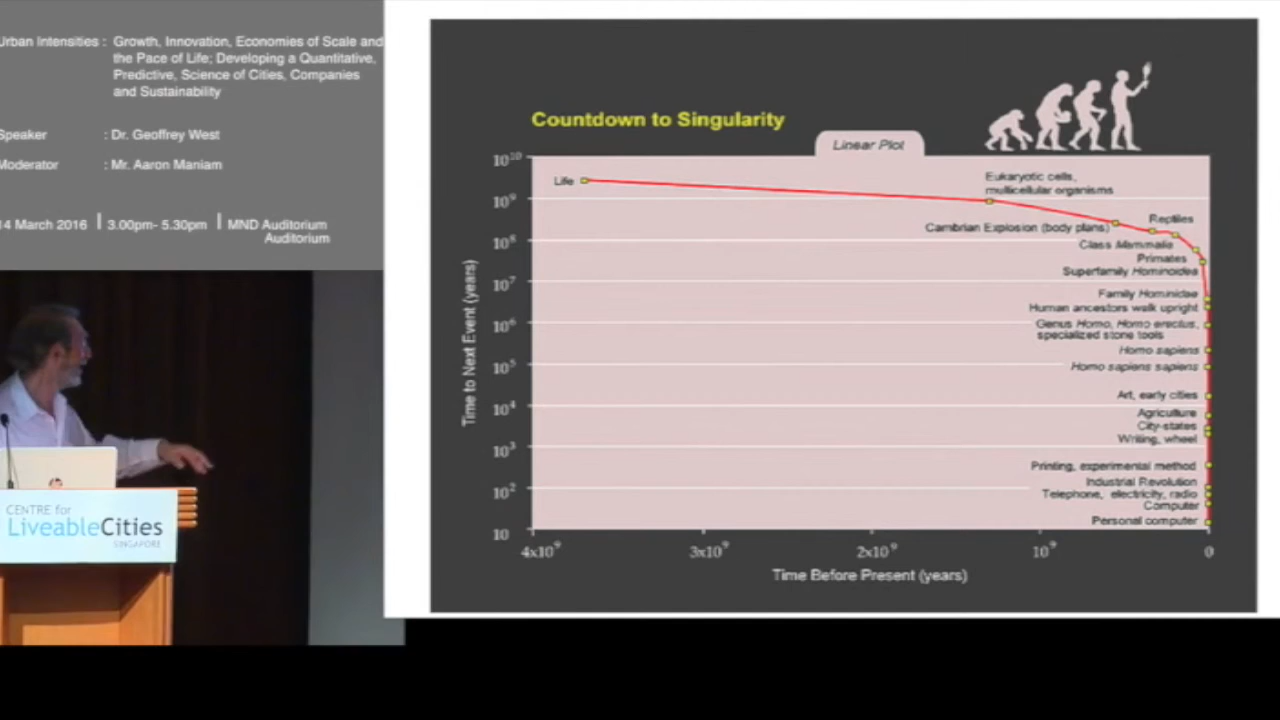 Urban Intensities : Growth, Innovation, Economies of Scale and
the Pace of Life; Developing a Quantitative,
Predictive, Science of Cities, Companies
and Sustainability
Speaker : Dr. Geoffrey West
Moderator : Mr. Aaron Maniam
14 March 2016 | 3.00pm- 5.30pm | MND Auditorium
Auditorium
CENTRE for
LiveableCities
SINGAPORE
Countdown to Singularity
Linear Plot
Time to Next Event (years)
10¹⁰
10⁹
10⁸
10⁷
10⁶
10⁵
10⁴
10³
10²
10
Life
Eukaryotic cells,
multicellular organisms
Reptiles
Cambrian Explosion (body plans)
Class Mammalia
Primates
Superfamily Hominoidea
Family Hominidae
Human ancestors walk upright
Genus Homo, Homo erectus,
specialized stone tools
Homo sapiens
Homo sapiens sapiens
Art, early cities
Agriculture
City-states
Writing, wheel
Printing, experimental method
Industrial Revolution
Telephone, electricity, radio
Computer
Personal computer
4x10⁹ 3x10⁹ 2x10⁹ 10⁹ 0
Time Before Present (years)